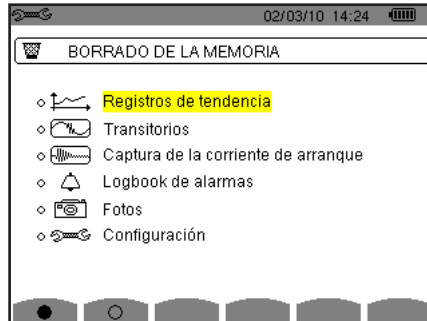 02/03/10 14:24
BORRADO DE LA MEMORIA
Registros de tendencia
Transitorios
Captura de la corriente de arranque
Logbook de alarmas
Fotos
Configuración